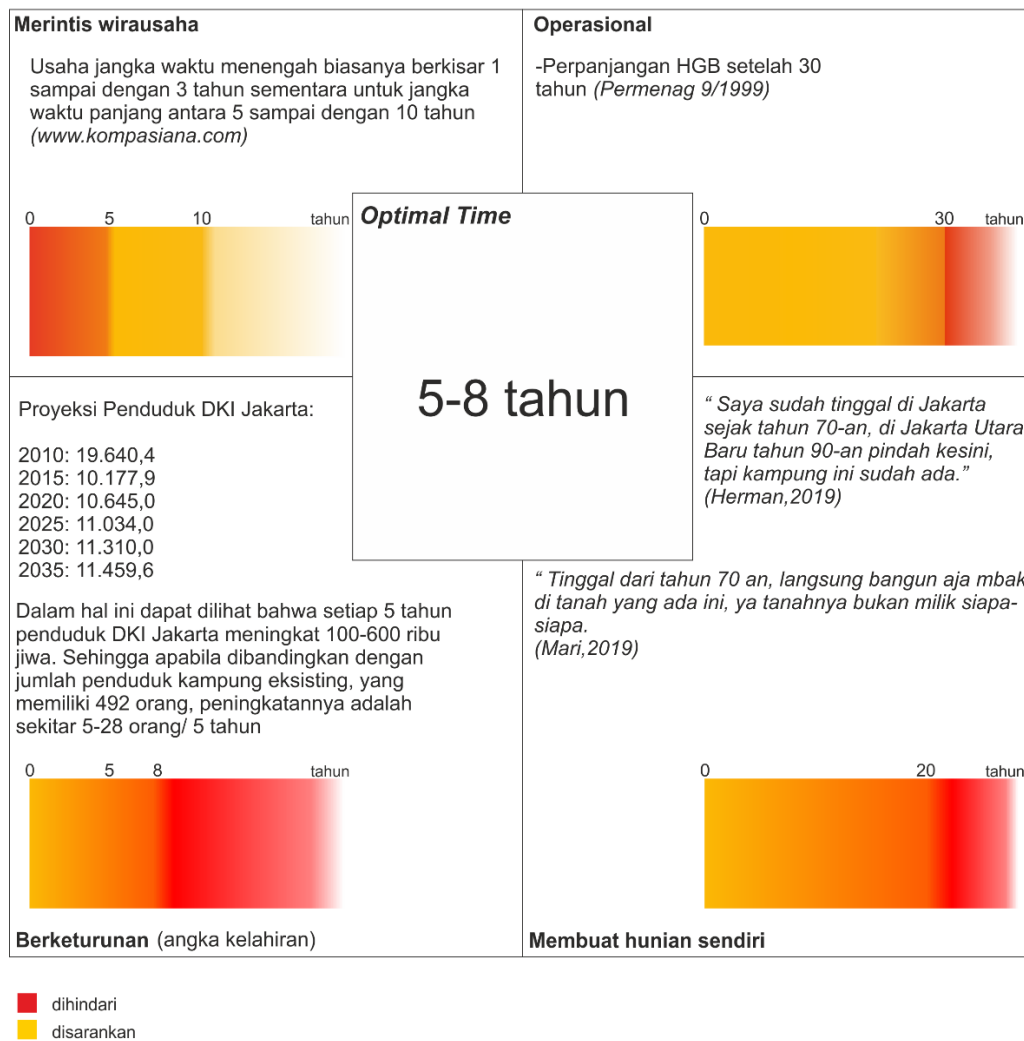 Merintis wirausaha
Usaha jangka waktu menengah biasanya berkisar 1
sampai dengan 3 tahun sementara untuk jangka
waktu panjang antara 5 sampai dengan 10 tahun
(www.kompasiana.com)
0 5 10 tahun
Operasional
-Perpanjangan HGB setelah 30
tahun (Permenag 9/1999)
0 30 tahun
Optimal Time
5-8 tahun
Proyeksi Penduduk DKI Jakarta:
2010: 19.640,4
2015: 10.177,9
2020: 10.645,0
2025: 11.034,0
2030: 11.310,0
2035: 11.459,6
Dalam hal ini dapat dilihat bahwa setiap 5 tahun
penduduk DKI Jakarta meningkat 100-600 ribu
jiwa. Sehingga apabila dibandingkan dengan
jumlah penduduk kampung eksisting, yang
memiliki 492 orang, peningkatannya adalah
sekitar 5-28 orang/ 5 tahun
0 5 8 tahun
Berketurunan (angka kelahiran)
“ Saya sudah tinggal di Jakarta
sejak tahun 70-an, di Jakarta Utara
Baru tahun 90-an pindah kesini,
tapi kampung ini sudah ada.”
(Herman,2019)
“ Tinggal dari tahun 70 an, langsung bangun aja mbak
di tanah yang ada ini, ya tanahnya bukan milik siapa-
siapa.
(Mari,2019)
0 20 tahun
Membuat hunian sendiri
dihindari
disarankan